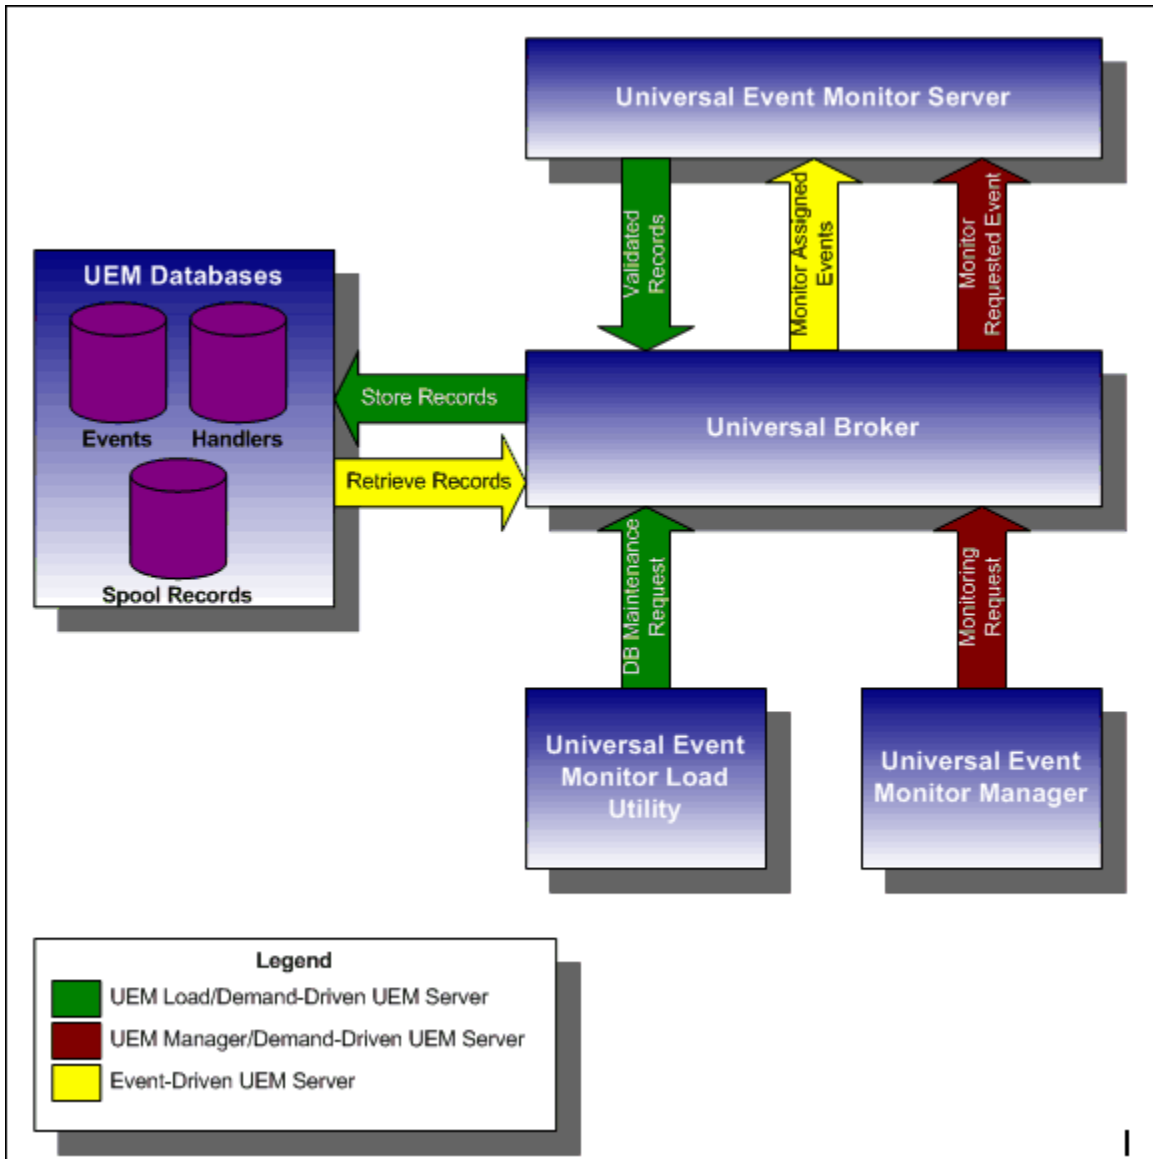 Universal Event Monitor Server
Validated
Records
Monitor Assigned
Events
Monitor
Requested Event
UEM Databases
Events
Handlers
Spool Records
Store Records
Retrieve Records
Universal Broker
DB Maintenance
Request
Monitoring
Request
Universal Event
Monitor Load
Utility
Universal Event
Monitor Manager
Legend
UEM Load/Demand-Driven UEM Server
UEM Manager/Demand-Driven UEM Server
Event-Driven UEM Server